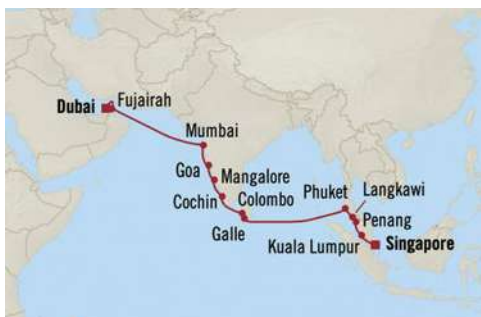 Dubai
Fujairah
Mumbai
Goa
Mangalore
Cochin
Colombo
Galle
Phuket
Langkawi
Penang
Kuala Lumpur
Singapore